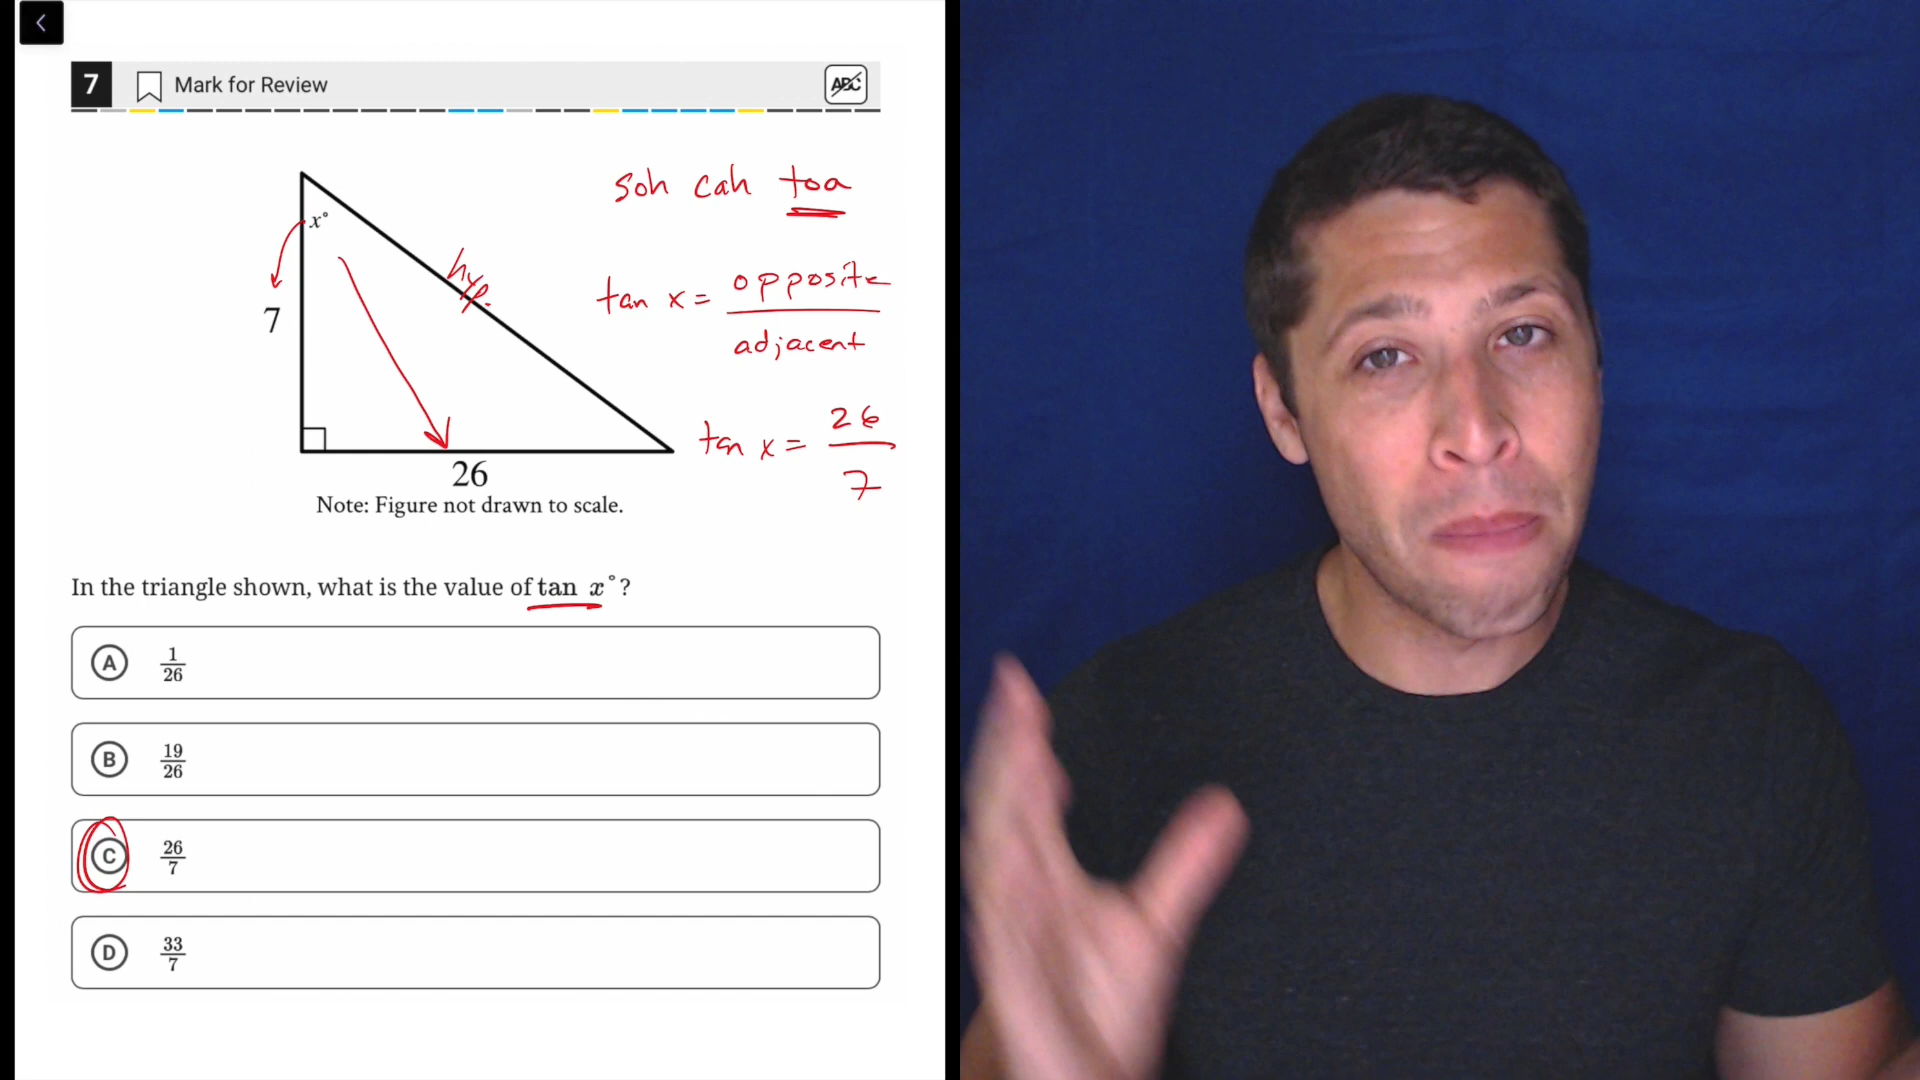 7 Mark for Review ABC
soh cah toa
x°
hyp.
tan x = opposite
adjacent
7
tan x = 26
7
26
Note: Figure not drawn to scale.
In the triangle shown, what is the value of tan x°?
A 1/26
B 19/26
C 26/7
D 33/7